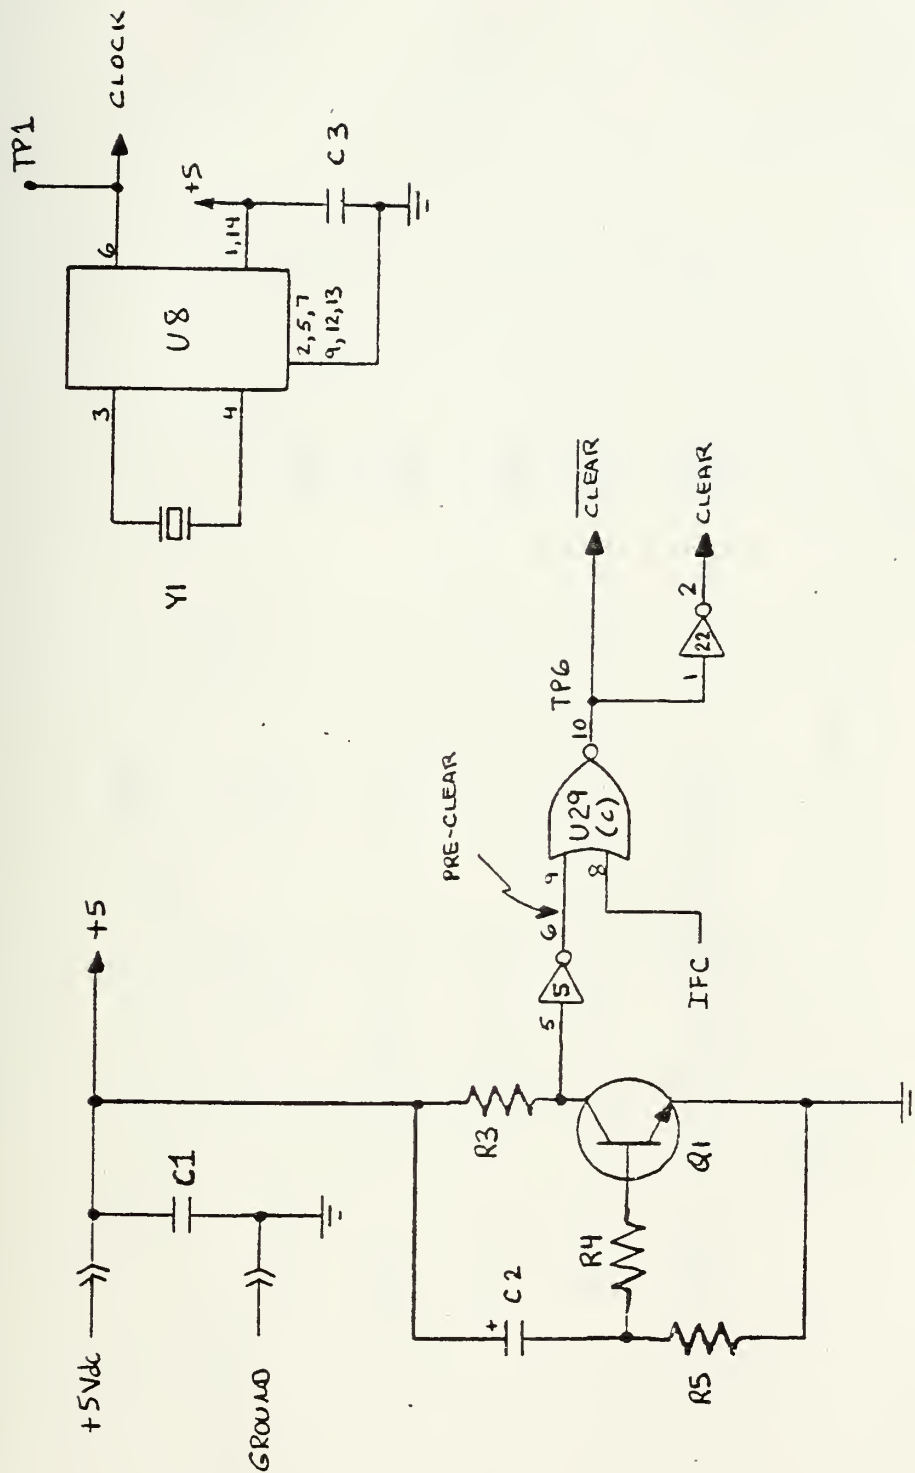 +5Vdc
+5
C1
GROUND
TP1
CLOCK
6
3
U8
+5
1,14
4
2,5,7
9,12,13
C3
Y1
R3
C2
+
R4
R5
Q1
5
5
6
PRE-CLEAR
9
8
U29
(C)
10
IFC
TP6
CLEAR
1
22
2
CLEAR